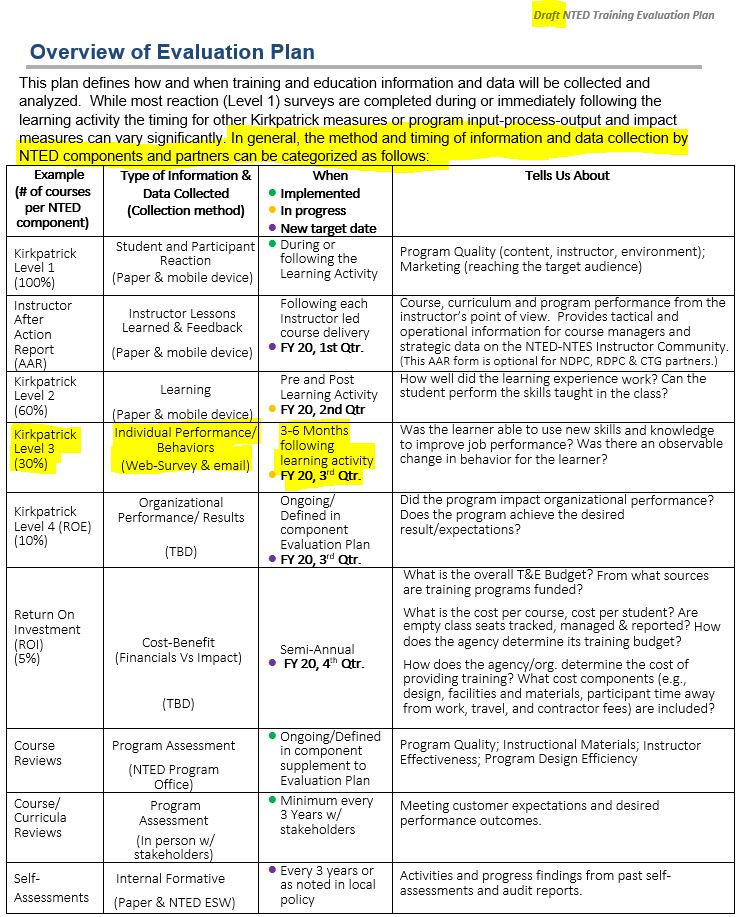 Draft NTED Training Evaluation Plan
Overview of Evaluation Plan
This plan defines how and when training and education information and data will be collected and
analyzed. While most reaction (Level 1) surveys are completed during or immediately following the
learning activity the timing for other Kirkpatrick measures or program input-process-output and impact
measures can vary significantly. In general, the method and timing of information and data collection by
NTED components and partners can be categorized as follows:
Example
(# of courses
per NTED
component)
Type of Information &
Data Collected
(Collection method)
When
● Implemented
● In progress
● New target date
Tells Us About
Kirkpatrick
Level 1
(100%)
Student and Participant
Reaction
(Paper & mobile device)
● During or
following the
Learning Activity
Program Quality (content, instructor, environment);
Marketing (reaching the target audience)
Instructor
After
Action
Report
(AAR)
Instructor Lessons
Learned & Feedback
(Paper & mobile device)
Following each
Instructor led
course delivery
● FY 20, 1st Qtr.
Course, curriculum and program performance from the
instructor's point of view. Provides tactical and
operational information for course managers and
strategic data on the NTED-NTES Instructor Community.
(This AAR form is optional for NDPC, RDPC & CTG partners.)
Kirkpatrick
Level 2
(60%)
Learning
(Paper & mobile device)
Pre and Post
Learning Activity
● FY 20, 2nd Qtr
How well did the learning experience work? Can the
student perform the skills taught in the class?
Kirkpatrick
Level 3
(30%)
Individual Performance/
Behaviors
(Web-Survey & email)
3-6 Months
following
learning activity
● FY 20, 3rd Qtr.
Was the learner able to use new skills and knowledge
to improve job performance? Was there an observable
change in behavior for the learner?
Kirkpatrick
Level 4 (ROE)
(10%)
Organizational
Performance/ Results
(TBD)
Ongoing/
Defined in
component
Evaluation Plan
● FY 20, 3rd Qtr.
Did the program impact organizational performance?
Does the program achieve the desired
result/expectations?
Return On
Investment
(ROI)
(5%)
Cost-Benefit
(Financials Vs Impact)
(TBD)
Semi-Annual
● FY 20, 4th Qtr.
What is the overall T&E Budget? From what sources
are training programs funded?
What is the cost per course, cost per student? Are
empty class seats tracked, managed & reported? How
does the agency determine its training budget?
How does the agency/org. determine the cost of
providing training? What cost components (e.g.,
design, facilities and materials, participant time away
from work, travel, and contractor fees) are included?
Course
Reviews
Program Assessment
(NTED Program
Office)
● Ongoing/Defined
in component
supplement to
Evaluation Plan
Program Quality; Instructional Materials; Instructor
Effectiveness; Program Design Efficiency
Course/
Curricula
Reviews
Program
Assessment
(In person w/
stakeholders)
● Minimum every
3 Years w/
stakeholders
Meeting customer expectations and desired
performance outcomes.
Self-
Assessments
Internal Formative
(Paper & NTED ESW)
● Every 3 years or
as noted in local
policy
Activities and progress findings from past self-
assessments and audit reports.